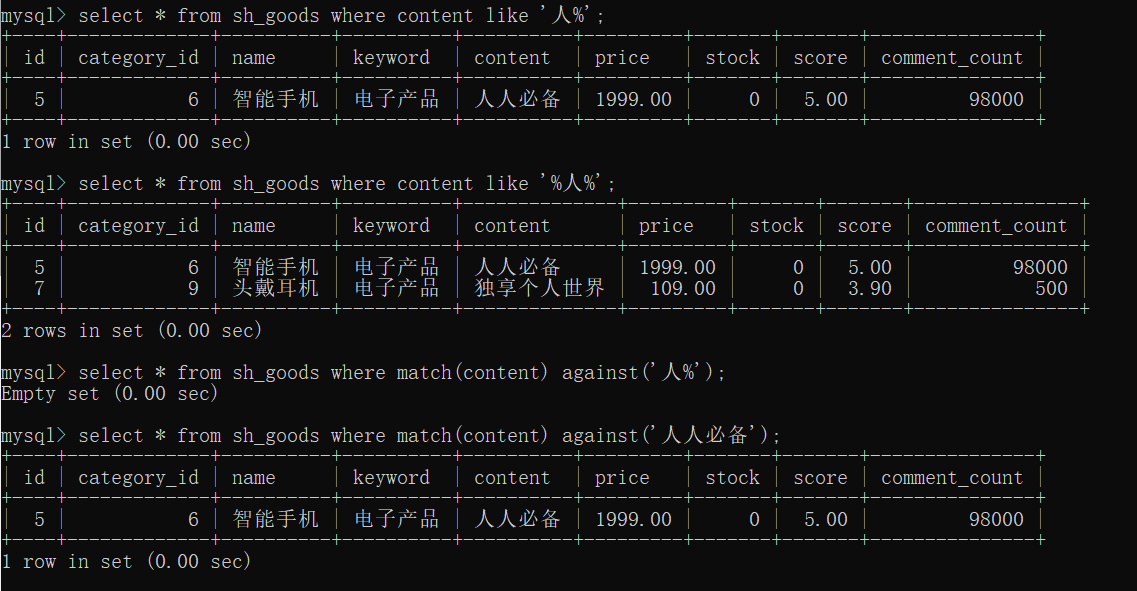 mysql> select * from sh_goods where content like '人%';
+----+-------------+----------+----------+----------+---------+-------+-------+---------------+
| id | category_id | name     | keyword  | content  | price   | stock | score | comment_count |
+----+-------------+----------+----------+----------+---------+-------+-------+---------------+
|  5 |           6 | 智能手机 | 电子产品 | 人人必备 | 1999.00 |     0 |  5.00 |         98000 |
+----+-------------+----------+----------+----------+---------+-------+-------+---------------+
1 row in set (0.00 sec)
mysql> select * from sh_goods where content like '%人%';
+----+-------------+----------+----------+--------------+---------+-------+-------+---------------+
| id | category_id | name     | keyword  | content      | price   | stock | score | comment_count |
+----+-------------+----------+----------+--------------+---------+-------+-------+---------------+
|  5 |           6 | 智能手机 | 电子产品 | 人人必备     | 1999.00 |     0 |  5.00 |         98000 |
|  7 |           9 | 头戴耳机 | 电子产品 | 独享个人世界 |  109.00 |     0 |  3.90 |           500 |
+----+-------------+----------+----------+--------------+---------+-------+-------+---------------+
2 rows in set (0.00 sec)
mysql> select * from sh_goods where match(content) against('人%');
Empty set (0.00 sec)
mysql> select * from sh_goods where match(content) against('人人必备');
+----+-------------+----------+----------+----------+---------+-------+-------+---------------+
| id | category_id | name     | keyword  | content  | price   | stock | score | comment_count |
+----+-------------+----------+----------+----------+---------+-------+-------+---------------+
|  5 |           6 | 智能手机 | 电子产品 | 人人必备 | 1999.00 |     0 |  5.00 |         98000 |
+----+-------------+----------+----------+----------+---------+-------+-------+---------------+
1 row in set (0.00 sec)